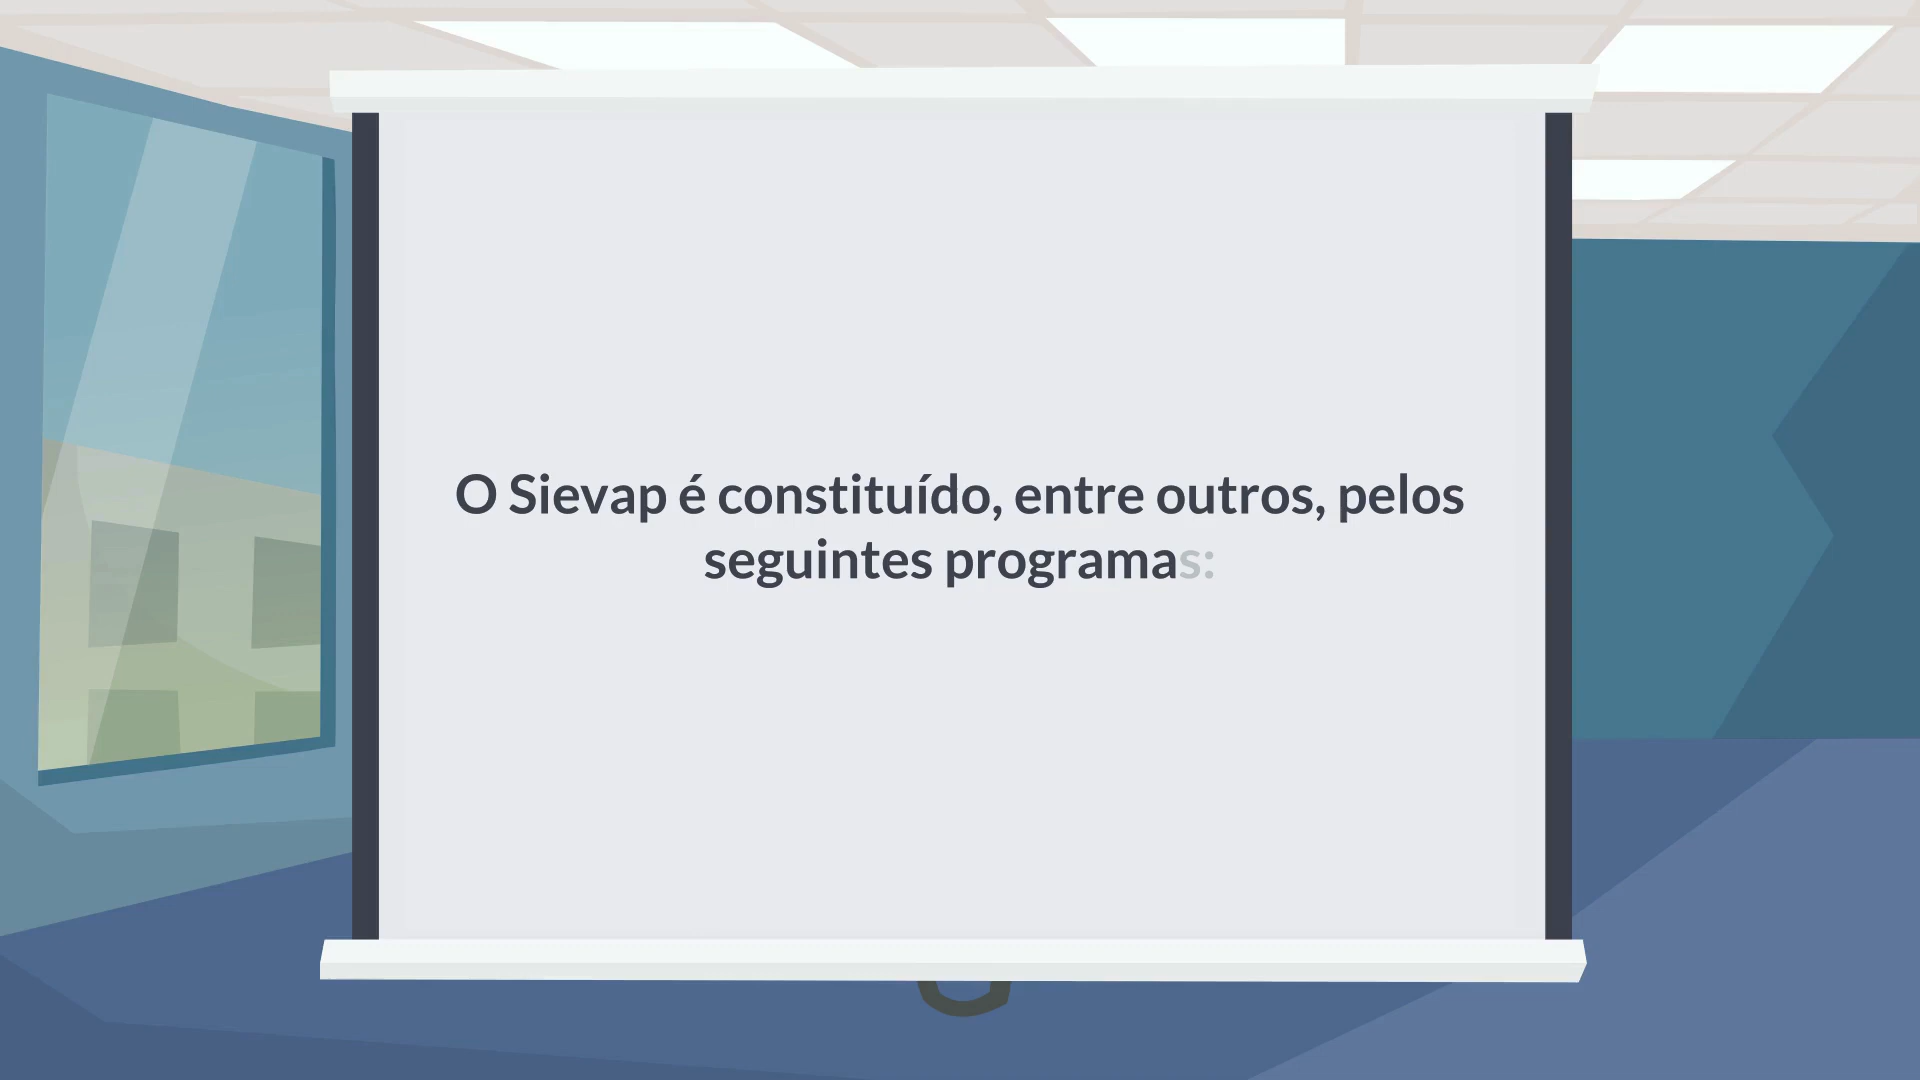 O Sievap é constituído, entre outros, pelos
seguintes programas: